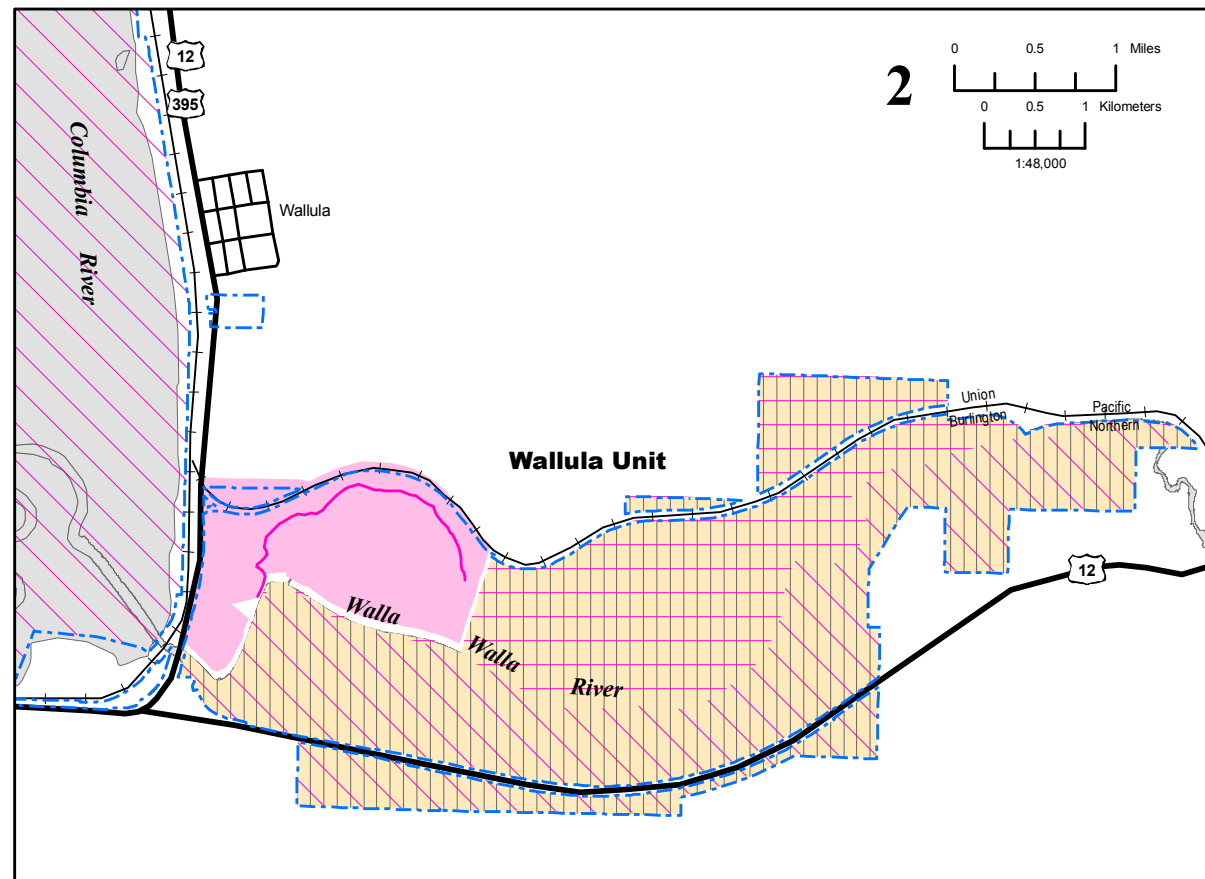 2
0 0.5 1 Miles
0 0.5 1 Kilometers
1:48,000
12
395
Columbia
River
Wallula
Union
Pacific
Burlington
Northern
Wallula Unit
12
Walla
Walla
River